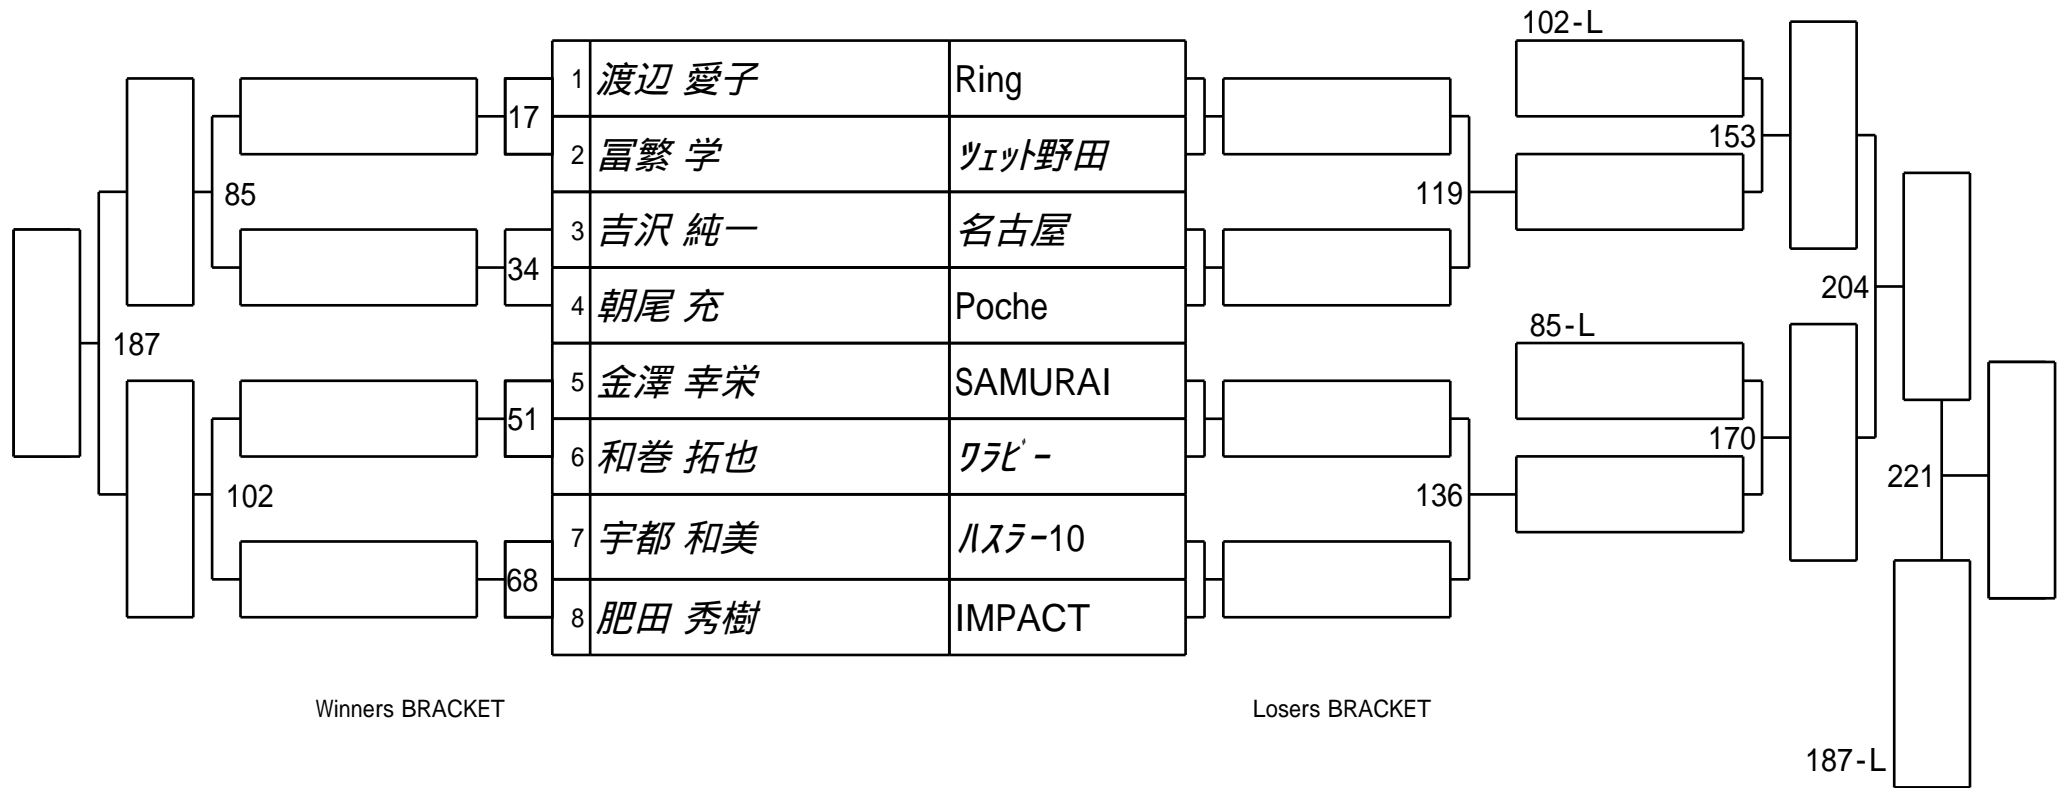 102-L
1 渡辺 愛子 Ring
17
153
2 冨繁 学 ツェット野田
85
119
3 吉沢 純一 名古屋
34
204
4 朝尾 充 Poche
85-L
187
5 金澤 幸栄 SAMURAI
51
170
6 和巻 拓也 ワラビー
221
102
136
7 宇都 和美 ハスラー10
68
8 肥田 秀樹 IMPACT
Winners BRACKET
Losers BRACKET
187-L